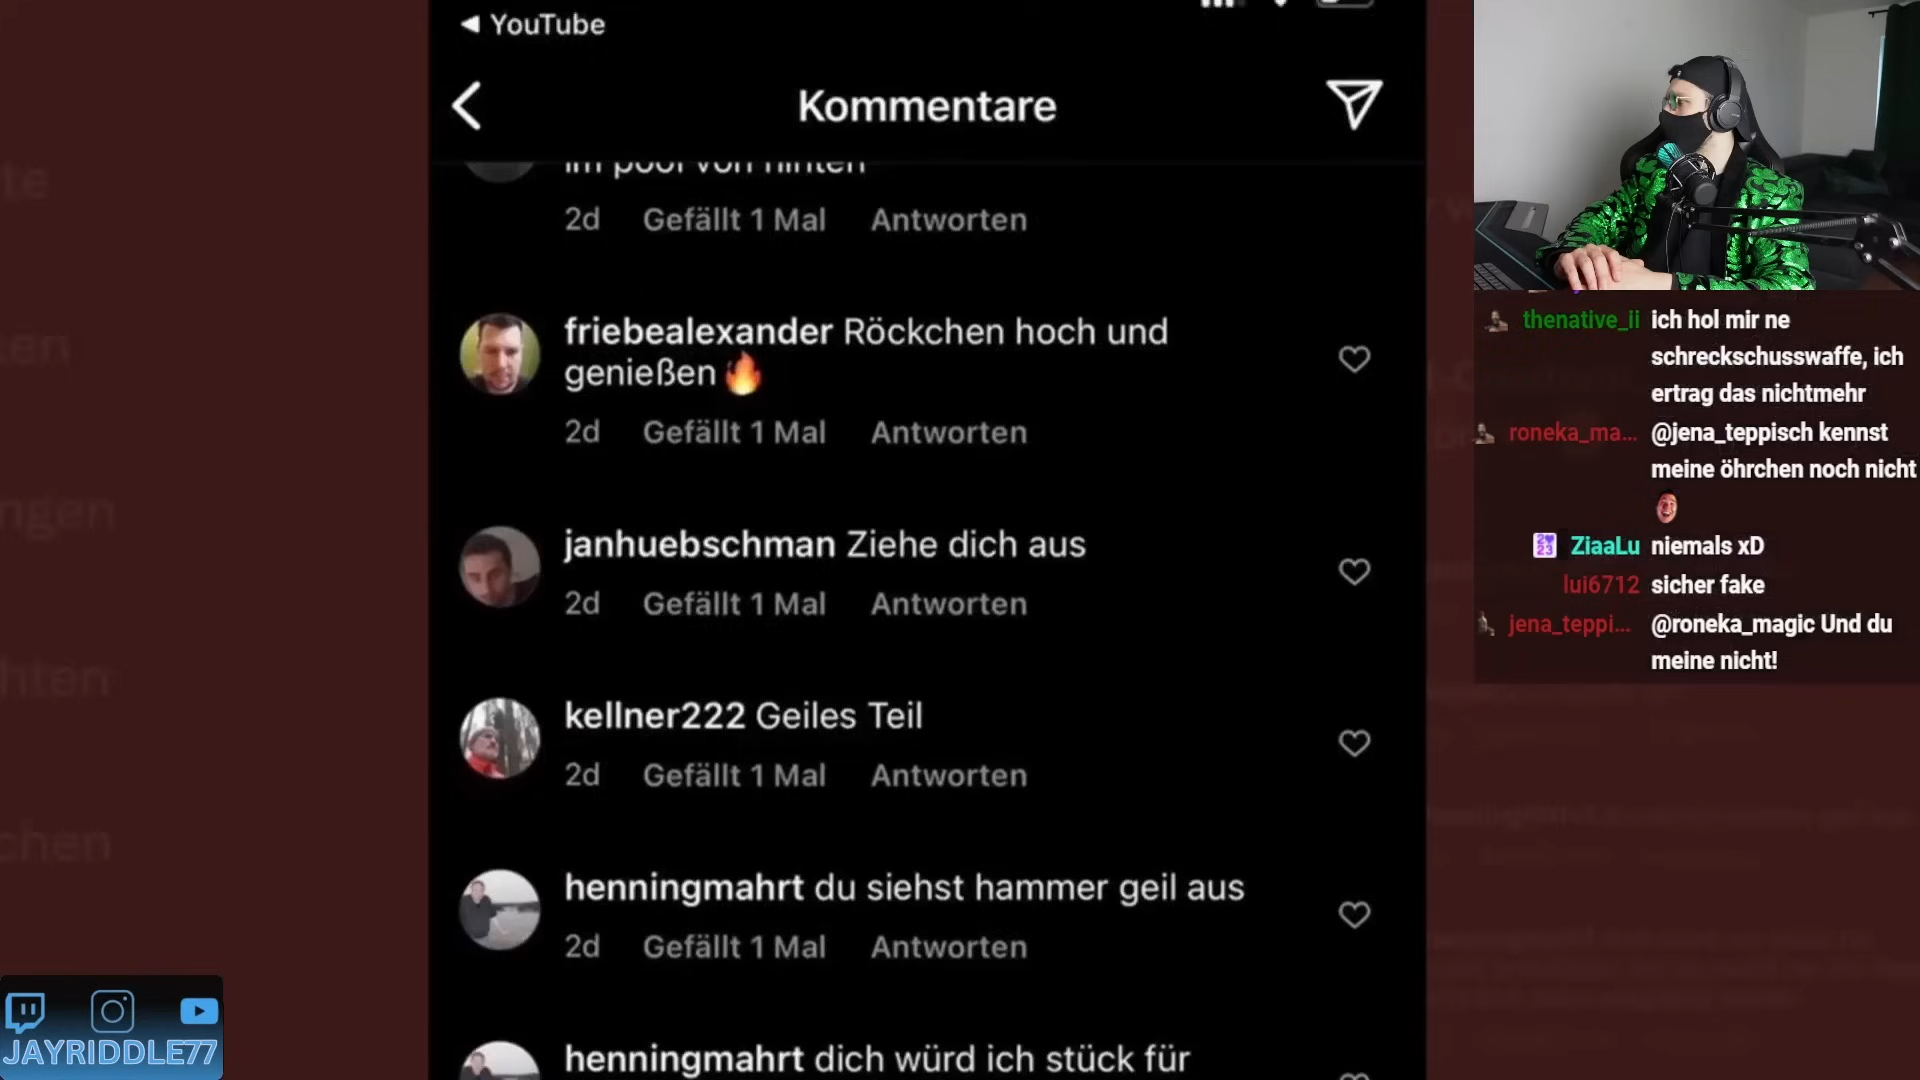 YouTube
Kommentare
im pool von hinten
2d Gefällt 1 Mal Antworten
friebealexander Röckchen hoch und
genießen🔥
2d Gefällt 1 Mal Antworten
janhuebschman Ziehe dich aus
2d Gefällt 1 Mal Antworten
kellner222 Geiles Teil
2d Gefällt 1 Mal Antworten
henningmahrt du siehst hammer geil aus
2d Gefällt 1 Mal Antworten
henningmahrt dich würd ich stück für
thenative_ii ich hol mir ne
schreckschusswaffe, ich
ertrag das nichtmehr
roneka_ma... @jena_teppisch kennst
meine öhrchen noch nicht
ZiaaLu niemals xD
lui6712 sicher fake
jena_teppi... @roneka_magic Und du
meine nicht!
JAYRIDDLE77